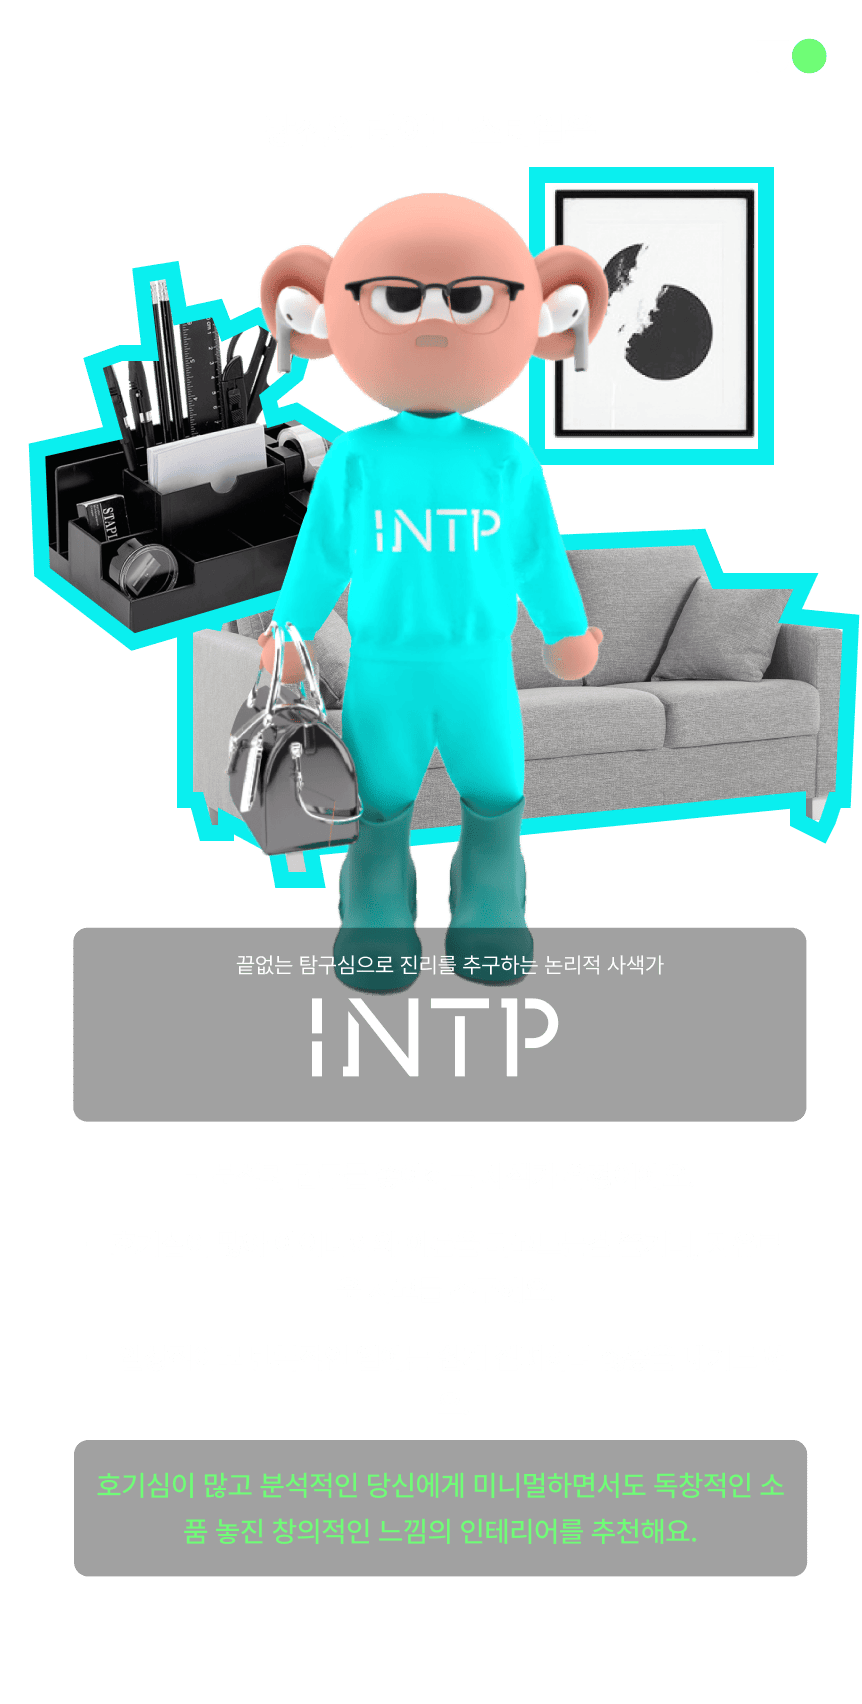 INTP
STAPL
끝없는 탐구심으로 진리를 추구하는 논리적 사색가
INTP
호기심이 많고 분석적인 당신에게 미니멀하면서도 독창적인 소
품 놓진 창의적인 느낌의 인테리어를 추천해요.